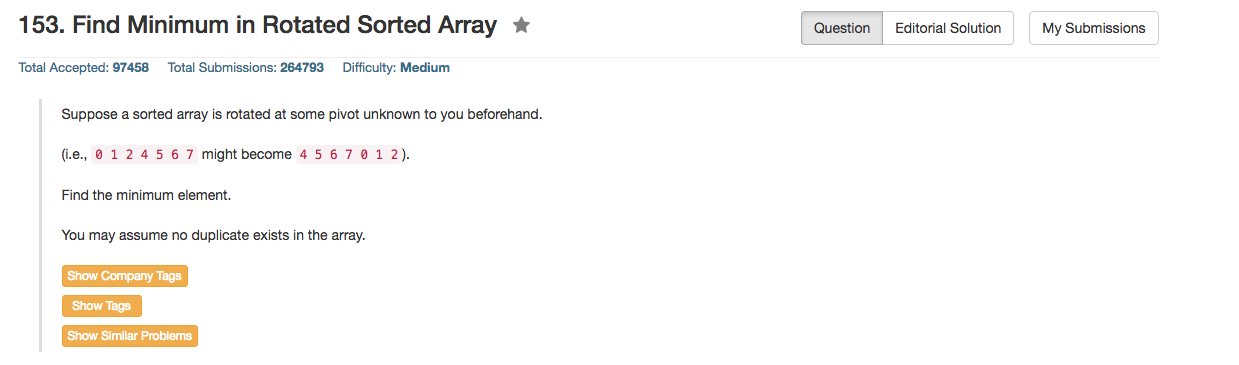 153. Find Minimum in Rotated Sorted Array
Question Editorial Solution My Submissions
Total Accepted: 97458 Total Submissions: 264793 Difficulty: Medium
Suppose a sorted array is rotated at some pivot unknown to you beforehand.
(i.e., 0 1 2 4 5 6 7 might become 4 5 6 7 0 1 2).
Find the minimum element.
You may assume no duplicate exists in the array.
Show Company Tags
Show Tags
Show Similar Problems